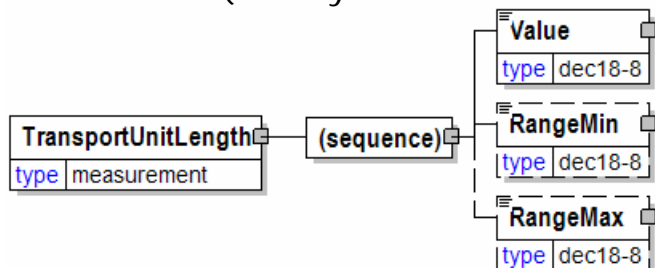 Value
type dec18-8
TransportUnitLength
type measurement
(sequence)
RangeMin
type dec18-8
RangeMax
type dec18-8